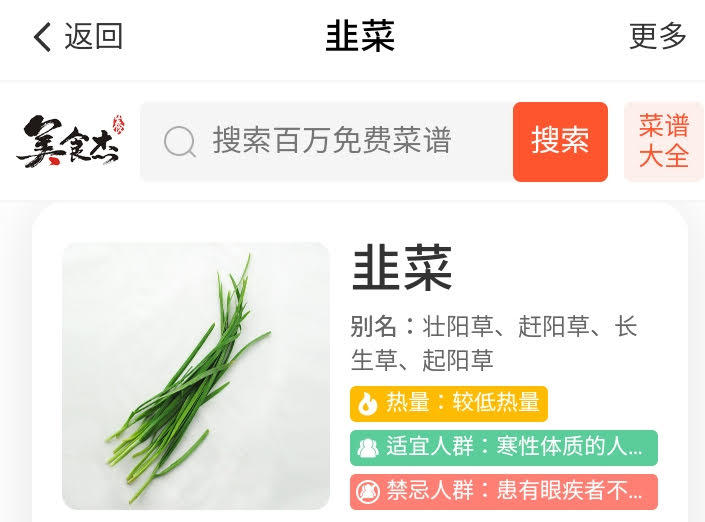 返回
韭菜
更多
美食杰
搜索百万免费菜谱
搜索
菜谱
大全
韭菜
别名：壮阳草、赶阳草、长
生草、起阳草
热量：较低热量
适宜人群：寒性体质的人...
禁忌人群：患有眼疾者不...